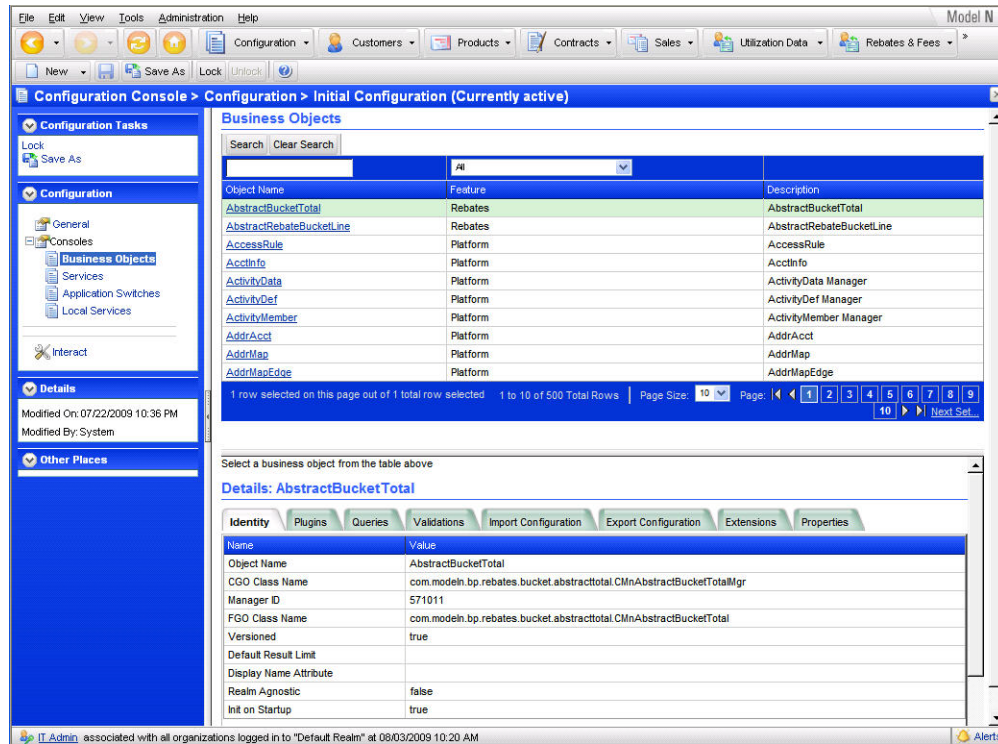 File Edit View Tools Administration Help
Model N
Configuration Customers Products Contracts Sales Utilization Data Rebates & Fees »
New Save As Lock Unlock
Configuration Console > Configuration > Initial Configuration (Currently active)
Configuration Tasks
Lock
Save As
Configuration
General
Consoles
Business Objects
Services
Application Switches
Local Services
Interact
Details
Modified On: 07/22/2009 10:36 PM
Modified By: System
Other Places
Business Objects
Search Clear Search
All
Object Name Feature Description
AbstractBucketTotal Rebates AbstractBucketTotal
AbstractRebateBucketLine Rebates AbstractRebateBucketLine
AccessRule Platform AccessRule
AcctInfo Platform AcctInfo
ActivityData Platform ActivityData Manager
ActivityDef Platform ActivityDef Manager
ActivityMember Platform ActivityMember Manager
AddrAcct Platform AddrAcct
AddrMap Platform AddrMap
AddrMapEdge Platform AddrMapEdge
1 row selected on this page out of 1 total row selected 1 to 10 of 500 Total Rows Page Size: 10 Page: 1 2 3 4 5 6 7 8 9
10 Next Set...
Select a business object from the table above
Details: AbstractBucketTotal
Identity Plugins Queries Validations Import Configuration Export Configuration Extensions Properties
Name Value
Object Name AbstractBucketTotal
CGO Class Name com.modeln.bp.rebates.bucket.abstracttotal.CMnAbstractBucketTotalMgr
Manager ID 571011
FGO Class Name com.modeln.bp.rebates.bucket.abstracttotal.CMnAbstractBucketTotal
Versioned true
Default Result Limit
Display Name Attribute
Realm Agnostic false
Init on Startup true
IT Admin associated with all organizations logged in to "Default Realm" at 08/03/2009 10:20 AM
Alerts